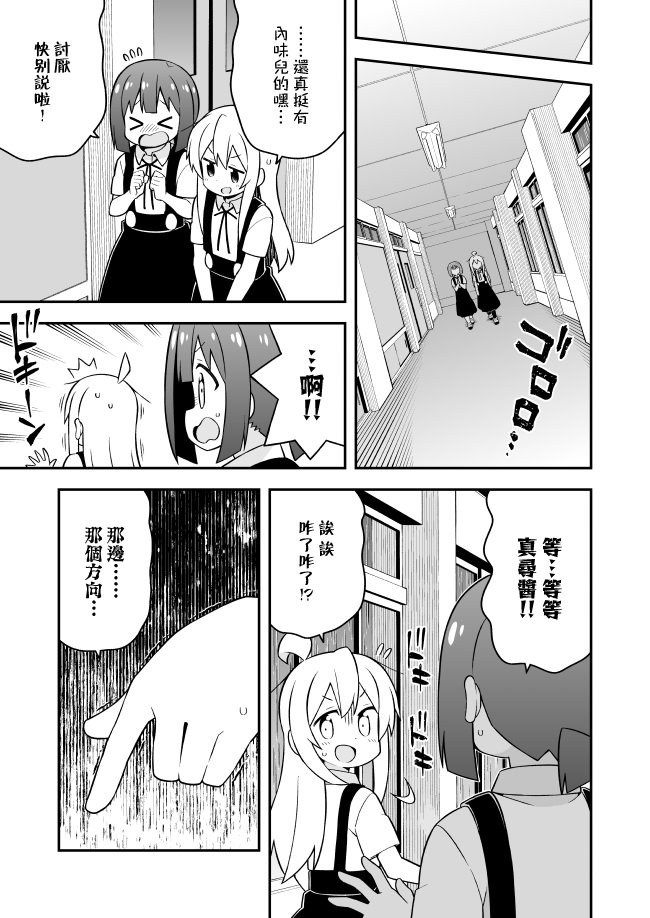 ゴロロロ…
……還真挺有
內味兒的嘿…
討厭
快別說啦！
…啊!!
ドキーン
等…等等
真尋醬!!
誒誒
咋了咋了!?
ドキドキ
那邊……
那個方向…